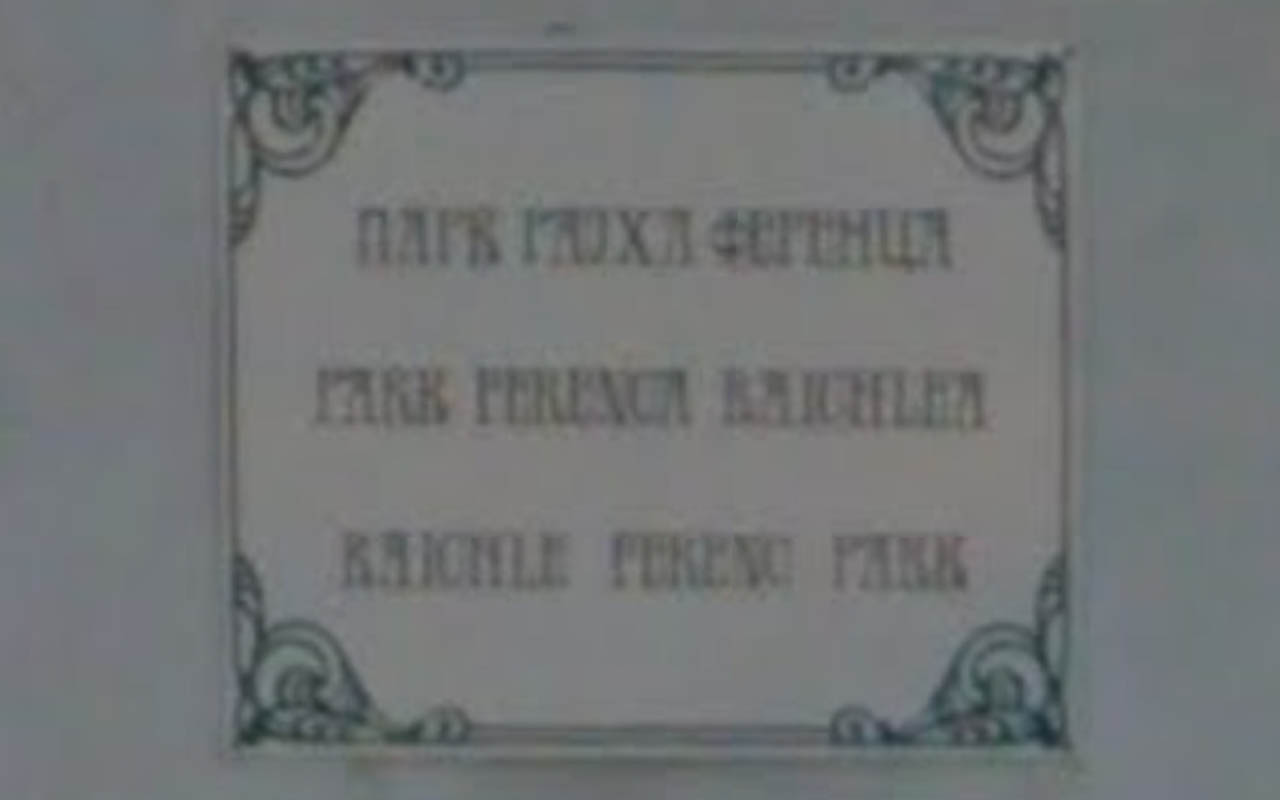 ПАРК РАЈХЛА ФЕРЕНЦА
PARK FERENCA RAICHLEA
RAICHLE FERENC PARK